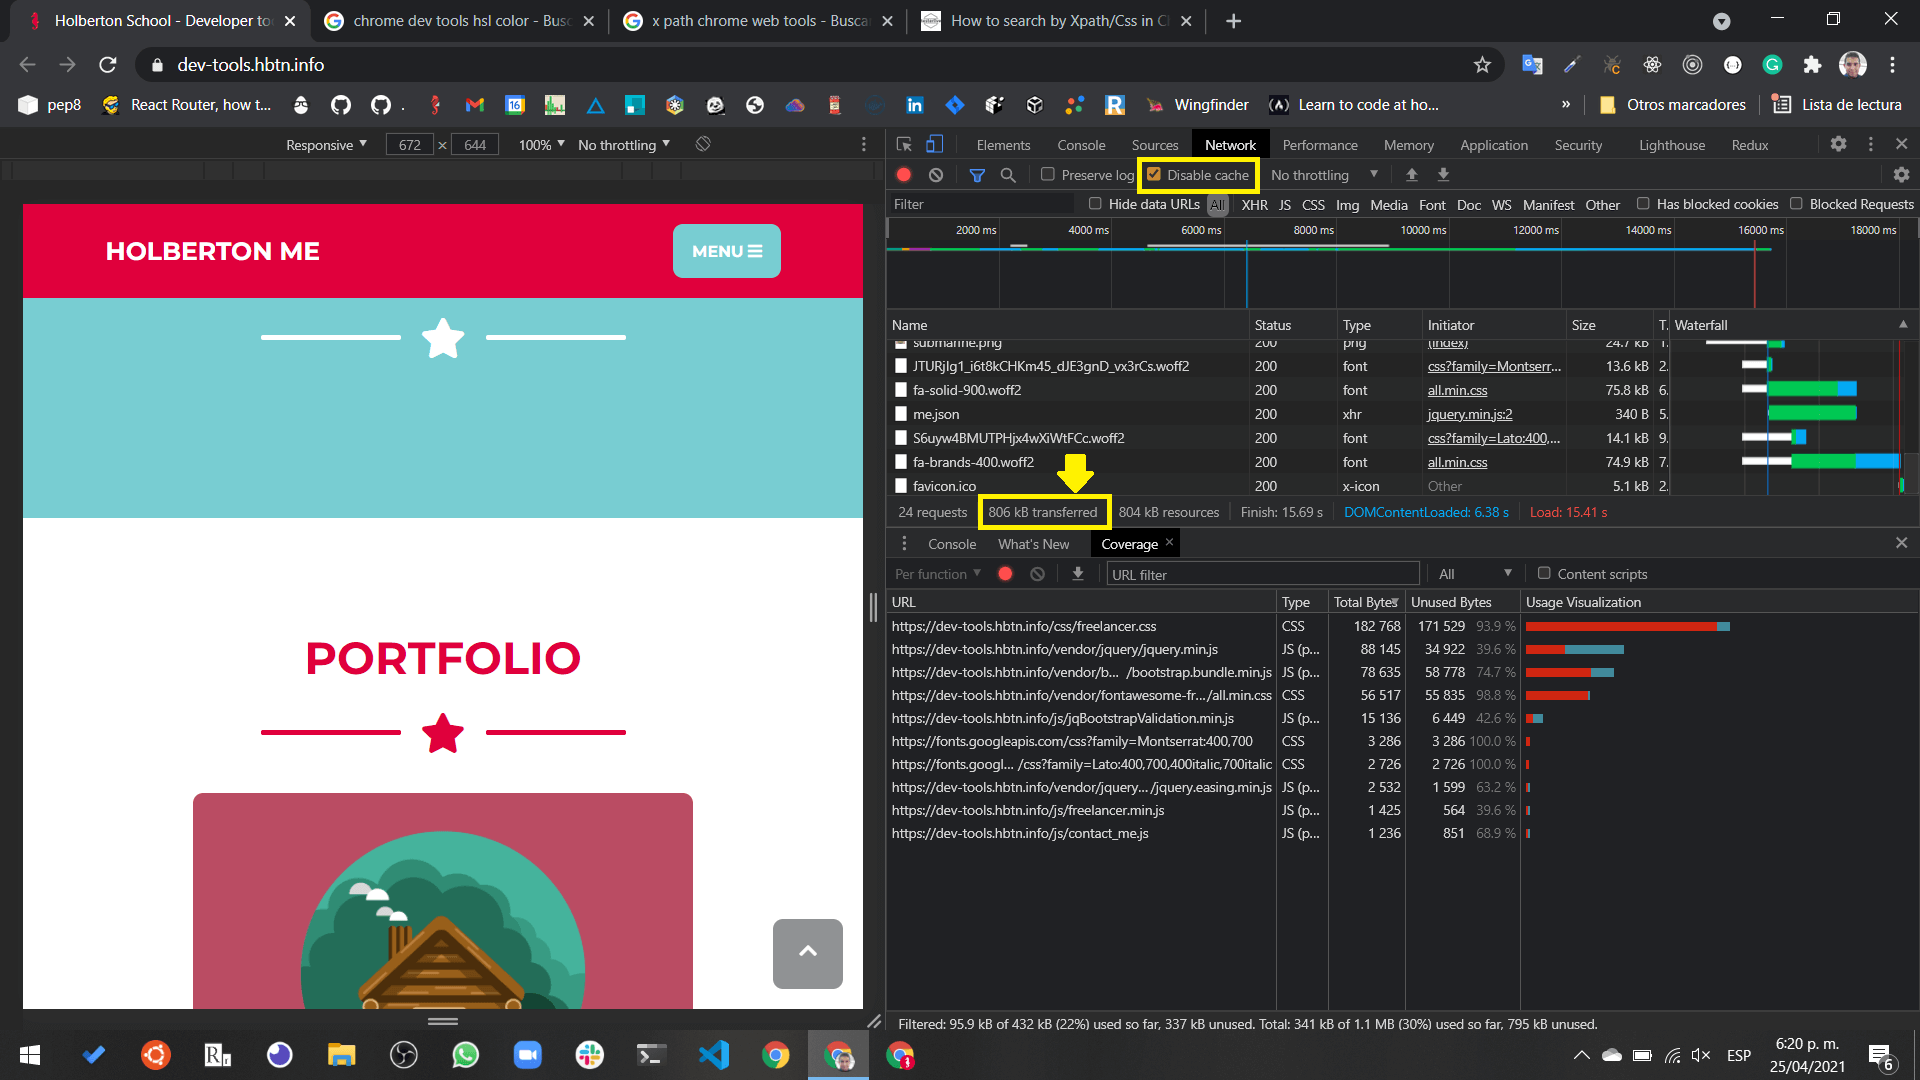 Holberton School - Developer to
chrome dev tools hsl color - Bus
x path chrome web tools - Busca
How to search by Xpath/Css in C
dev-tools.hbtn.info
pep8
React Router, how t...
.
Wingfinder
Learn to code at ho...
»
Otros marcadores
Lista de lectura
Responsive 672 × 644 100% No throttling
Elements Console Sources Network Performance Memory Application Security Lighthouse Redux
Preserve log Disable cache No throttling
Filter Hide data URLs All XHR JS CSS Img Media Font Doc WS Manifest Other Has blocked cookies Blocked Requests
2000 ms 4000 ms 6000 ms 8000 ms 10000 ms 12000 ms 14000 ms 16000 ms 18000 ms
HOLBERTON ME
MENU
PORTFOLIO
Name Status Type Initiator Size T. Waterfall
submarine.png 200 png (index) 24.7 kB 1.
JTURjIg1_i6t8kCHKm45_dJE3gnD_vx3rCs.woff2 200 font css?family=Montserr... 13.6 kB 2.
fa-solid-900.woff2 200 font all.min.css 75.8 kB 6.
me.json 200 xhr jquery.min.js:2 340 B 5.
S6uyw4BMUTPHjx4wXiWtFCc.woff2 200 font css?family=Lato:400,... 14.1 kB 9.
fa-brands-400.woff2 200 font all.min.css 74.9 kB 7.
favicon.ico 200 x-icon Other 5.1 kB 2.
24 requests 806 kB transferred 804 kB resources Finish: 15.69 s DOMContentLoaded: 6.38 s Load: 15.41 s
Console What's New Coverage
Per function URL filter All Content scripts
URL Type Total Bytes Unused Bytes Usage Visualization
https://dev-tools.hbtn.info/css/freelancer.css CSS 182 768 171 529 93.9 %
https://dev-tools.hbtn.info/vendor/jquery/jquery.min.js JS (p... 88 145 34 922 39.6 %
https://dev-tools.hbtn.info/vendor/b... /bootstrap.bundle.min.js JS (p... 78 635 58 778 74.7 %
https://dev-tools.hbtn.info/vendor/fontawesome-fr.../all.min.css CSS 56 517 55 835 98.8 %
https://dev-tools.hbtn.info/js/jqBootstrapValidation.min.js JS (p... 15 136 6 449 42.6 %
https://fonts.googleapis.com/css?family=Montserrat:400,700 CSS 3 286 3 286 100.0 %
https://fonts.googl... /css?family=Lato:400,700,400italic,700italic CSS 2 726 2 726 100.0 %
https://dev-tools.hbtn.info/vendor/jquery... /jquery.easing.min.js JS (p... 2 532 1 599 63.2 %
https://dev-tools.hbtn.info/js/freelancer.min.js JS (p... 1 425 564 39.6 %
https://dev-tools.hbtn.info/js/contact_me.js JS (p... 1 236 851 68.9 %
Filtered: 95.9 kB of 432 kB (22%) used so far, 337 kB unused. Total: 341 kB of 1.1 MB (30%) used so far, 795 kB unused.
ESP
6:20 p. m.
25/04/2021
6